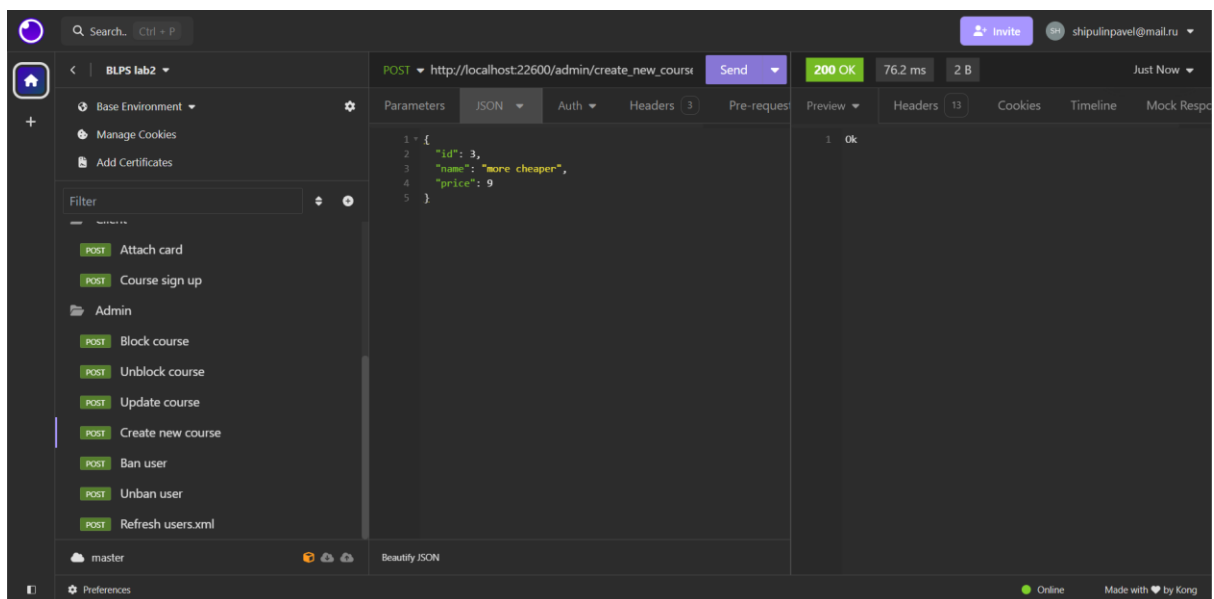 Search.. Ctrl + P
Invite
SH
shipulinpavel@mail.ru
BLPS lab2
Base Environment
Manage Cookies
Add Certificates
Filter
POST Attach card
POST Course sign up
Admin
POST Block course
POST Unblock course
POST Update course
POST Create new course
POST Ban user
POST Unban user
POST Refresh users.xml
master
POST http://localhost:22600/admin/create_new_course
Send
Parameters JSON Auth Headers 3 Pre-request
1 {
2 "id": 3,
3 "name": "more cheaper",
4 "price": 9
5 }
Beautify JSON
200 OK 76.2 ms 2 B Just Now
Preview Headers 13 Cookies Timeline Mock Respo
1 Ok
Preferences
Online
Made with ♥ by Kong